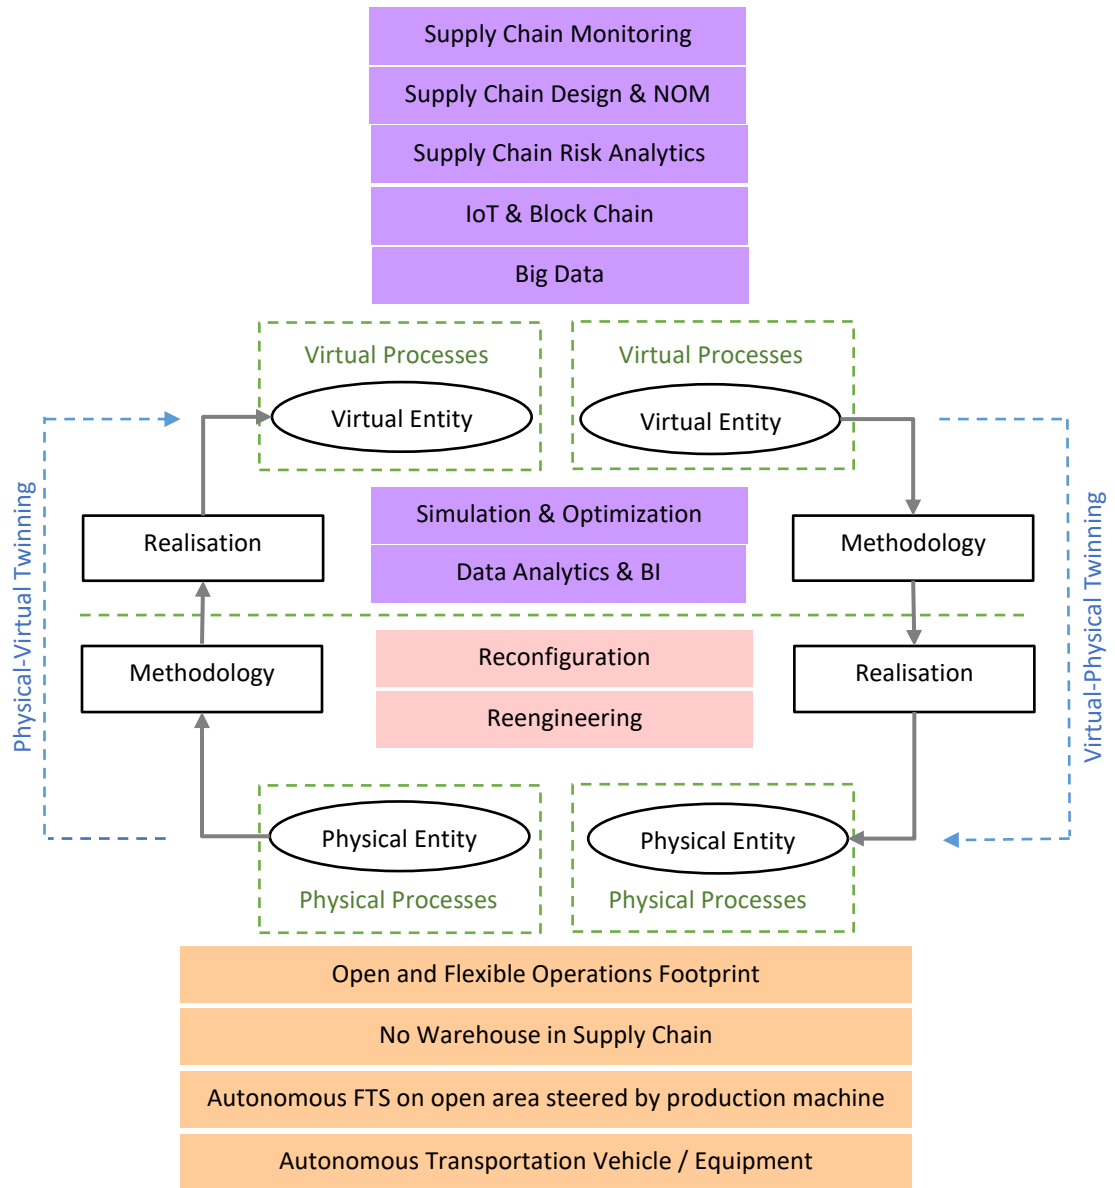 Supply Chain Monitoring
Supply Chain Design & NOM
Supply Chain Risk Analytics
IoT & Block Chain
Big Data
Virtual Processes
Virtual Processes
Virtual Entity
Virtual Entity
Physical-Virtual Twinning
Virtual-Physical Twinning
Simulation & Optimization
Realisation
Methodology
Data Analytics & BI
Reconfiguration
Methodology
Realisation
Reengineering
Physical Entity
Physical Entity
Physical Processes
Physical Processes
Open and Flexible Operations Footprint
No Warehouse in Supply Chain
Autonomous FTS on open area steered by production machine
Autonomous Transportation Vehicle / Equipment